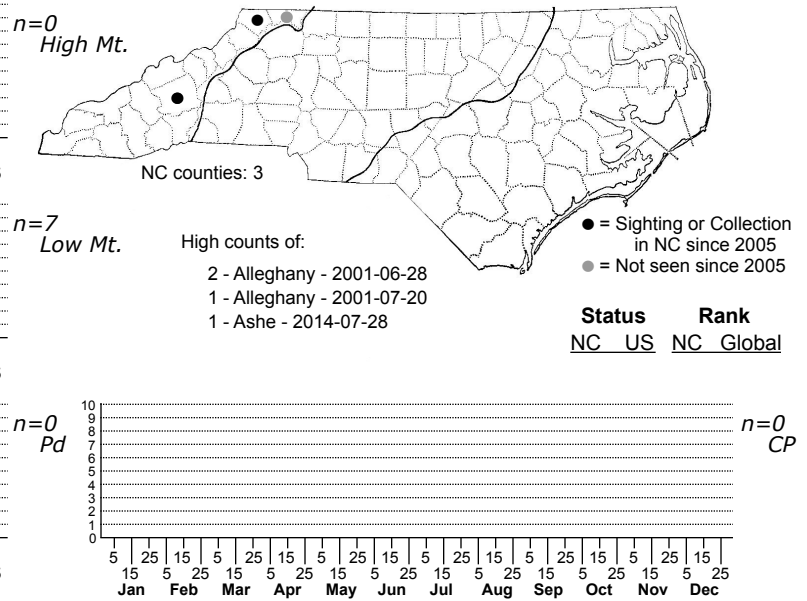 n=0
High Mt.
NC counties: 3
n=7
Low Mt.
High counts of:
2 - Alleghany - 2001-06-28
1 - Alleghany - 2001-07-20
1 - Ashe - 2014-07-28
= Sighting or Collection
in NC since 2005
= Not seen since 2005
Status Rank
NC US NC Global
n=0
Pd
n=0
CP
10
9
8
7
6
5
4
3
2
1
0
5 25 15 5 25 15 5 25 15 5 25 15 5 25 15 5 25 15
15 5 25 15 5 25 15 5 25 15 5 25 15 5 25 15 5 25
Jan Feb Mar Apr May Jun Jul Aug Sep Oct Nov Dec